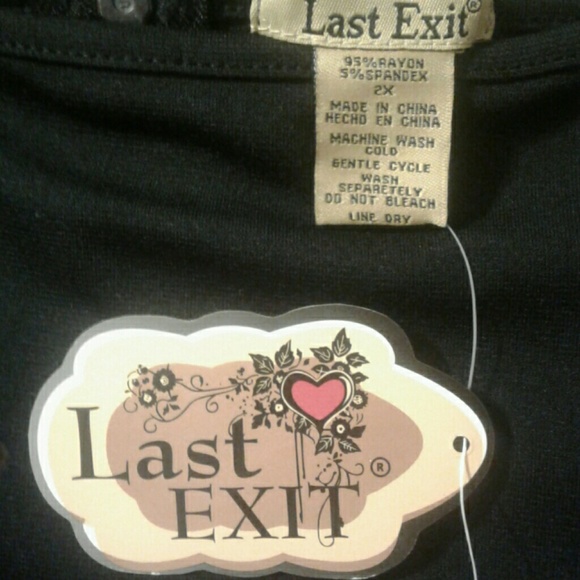 Last Exit®
95%RAYON
5%SPANDEX
2X
MADE IN CHINA
HECHO EN CHINA
MACHINE WASH
COLD
GENTLE CYCLE
WASH
SEPARETELY
DO NOT BLEACH
LINE DRY
Last
EXIT®